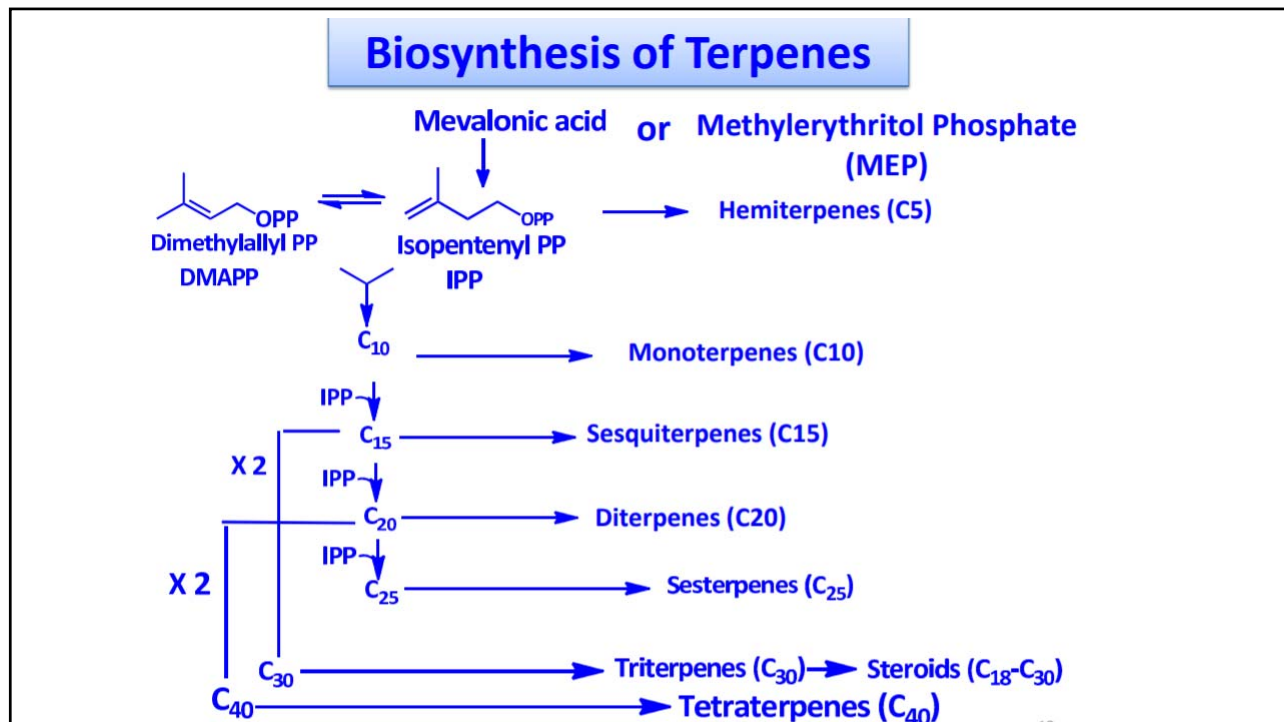 Biosynthesis of Terpenes
Mevalonic acid or Methylerythritol Phosphate
(MEP)
OPP
OPP
Hemiterpenes (C5)
Dimethylallyl PP
Isopentenyl PP
DMAPP
IPP
C₁₀
Monoterpenes (C10)
IPP
C₁₅
Sesquiterpenes (C15)
X 2
IPP
C₂₀
Diterpenes (C20)
IPP
X 2
C₂₅
Sesterpenes (C₂₅)
C₃₀
Triterpenes (C₃₀)
Steroids (C₁₈-C₃₀)
C₄₀
Tetraterpenes (C₄₀)